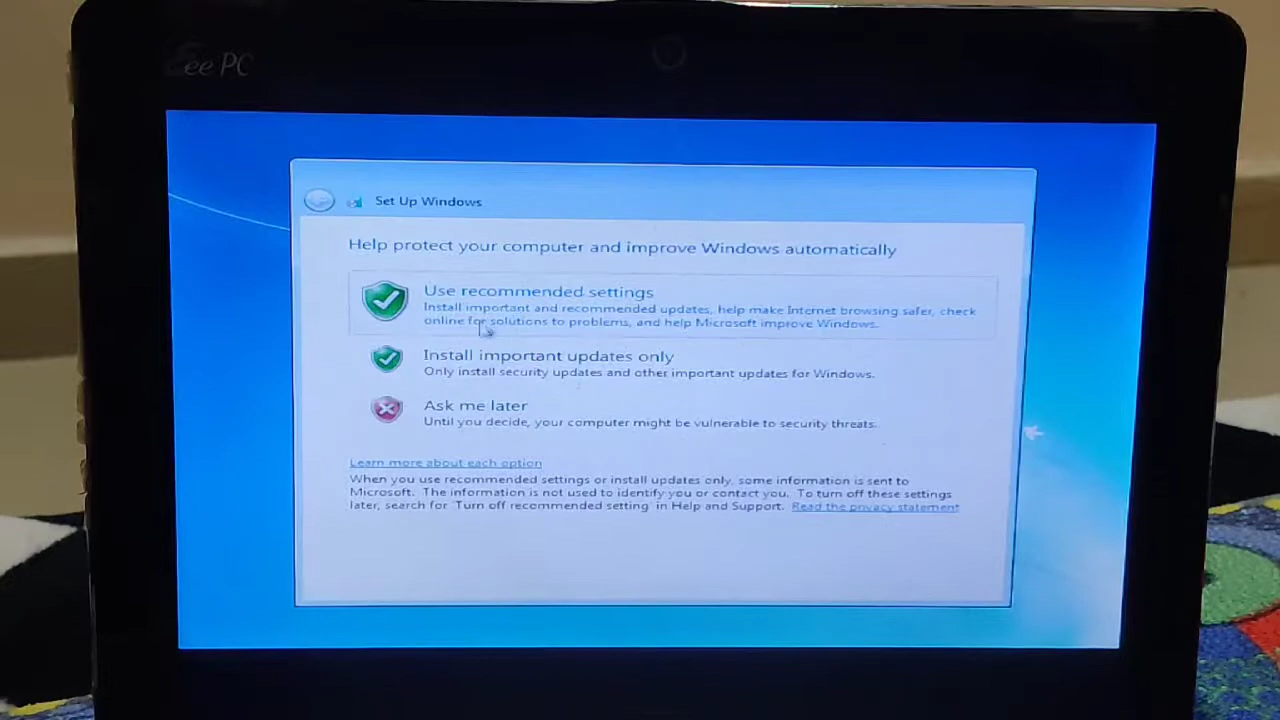 Eee PC
Set Up Windows
Help protect your computer and improve Windows automatically
Use recommended settings
Install important and recommended updates, help make Internet browsing safer, check
online for solutions to problems, and help Microsoft improve Windows.
Install important updates only
Only install security updates and other important updates for Windows.
Ask me later
Until you decide, your computer might be vulnerable to security threats.
Learn more about each option
When you use recommended settings or install updates only, some information is sent to
Microsoft. The information is not used to identify you or contact you. To turn off these settings
later, search for 'Turn off recommended setting' in Help and Support. Read the privacy statement